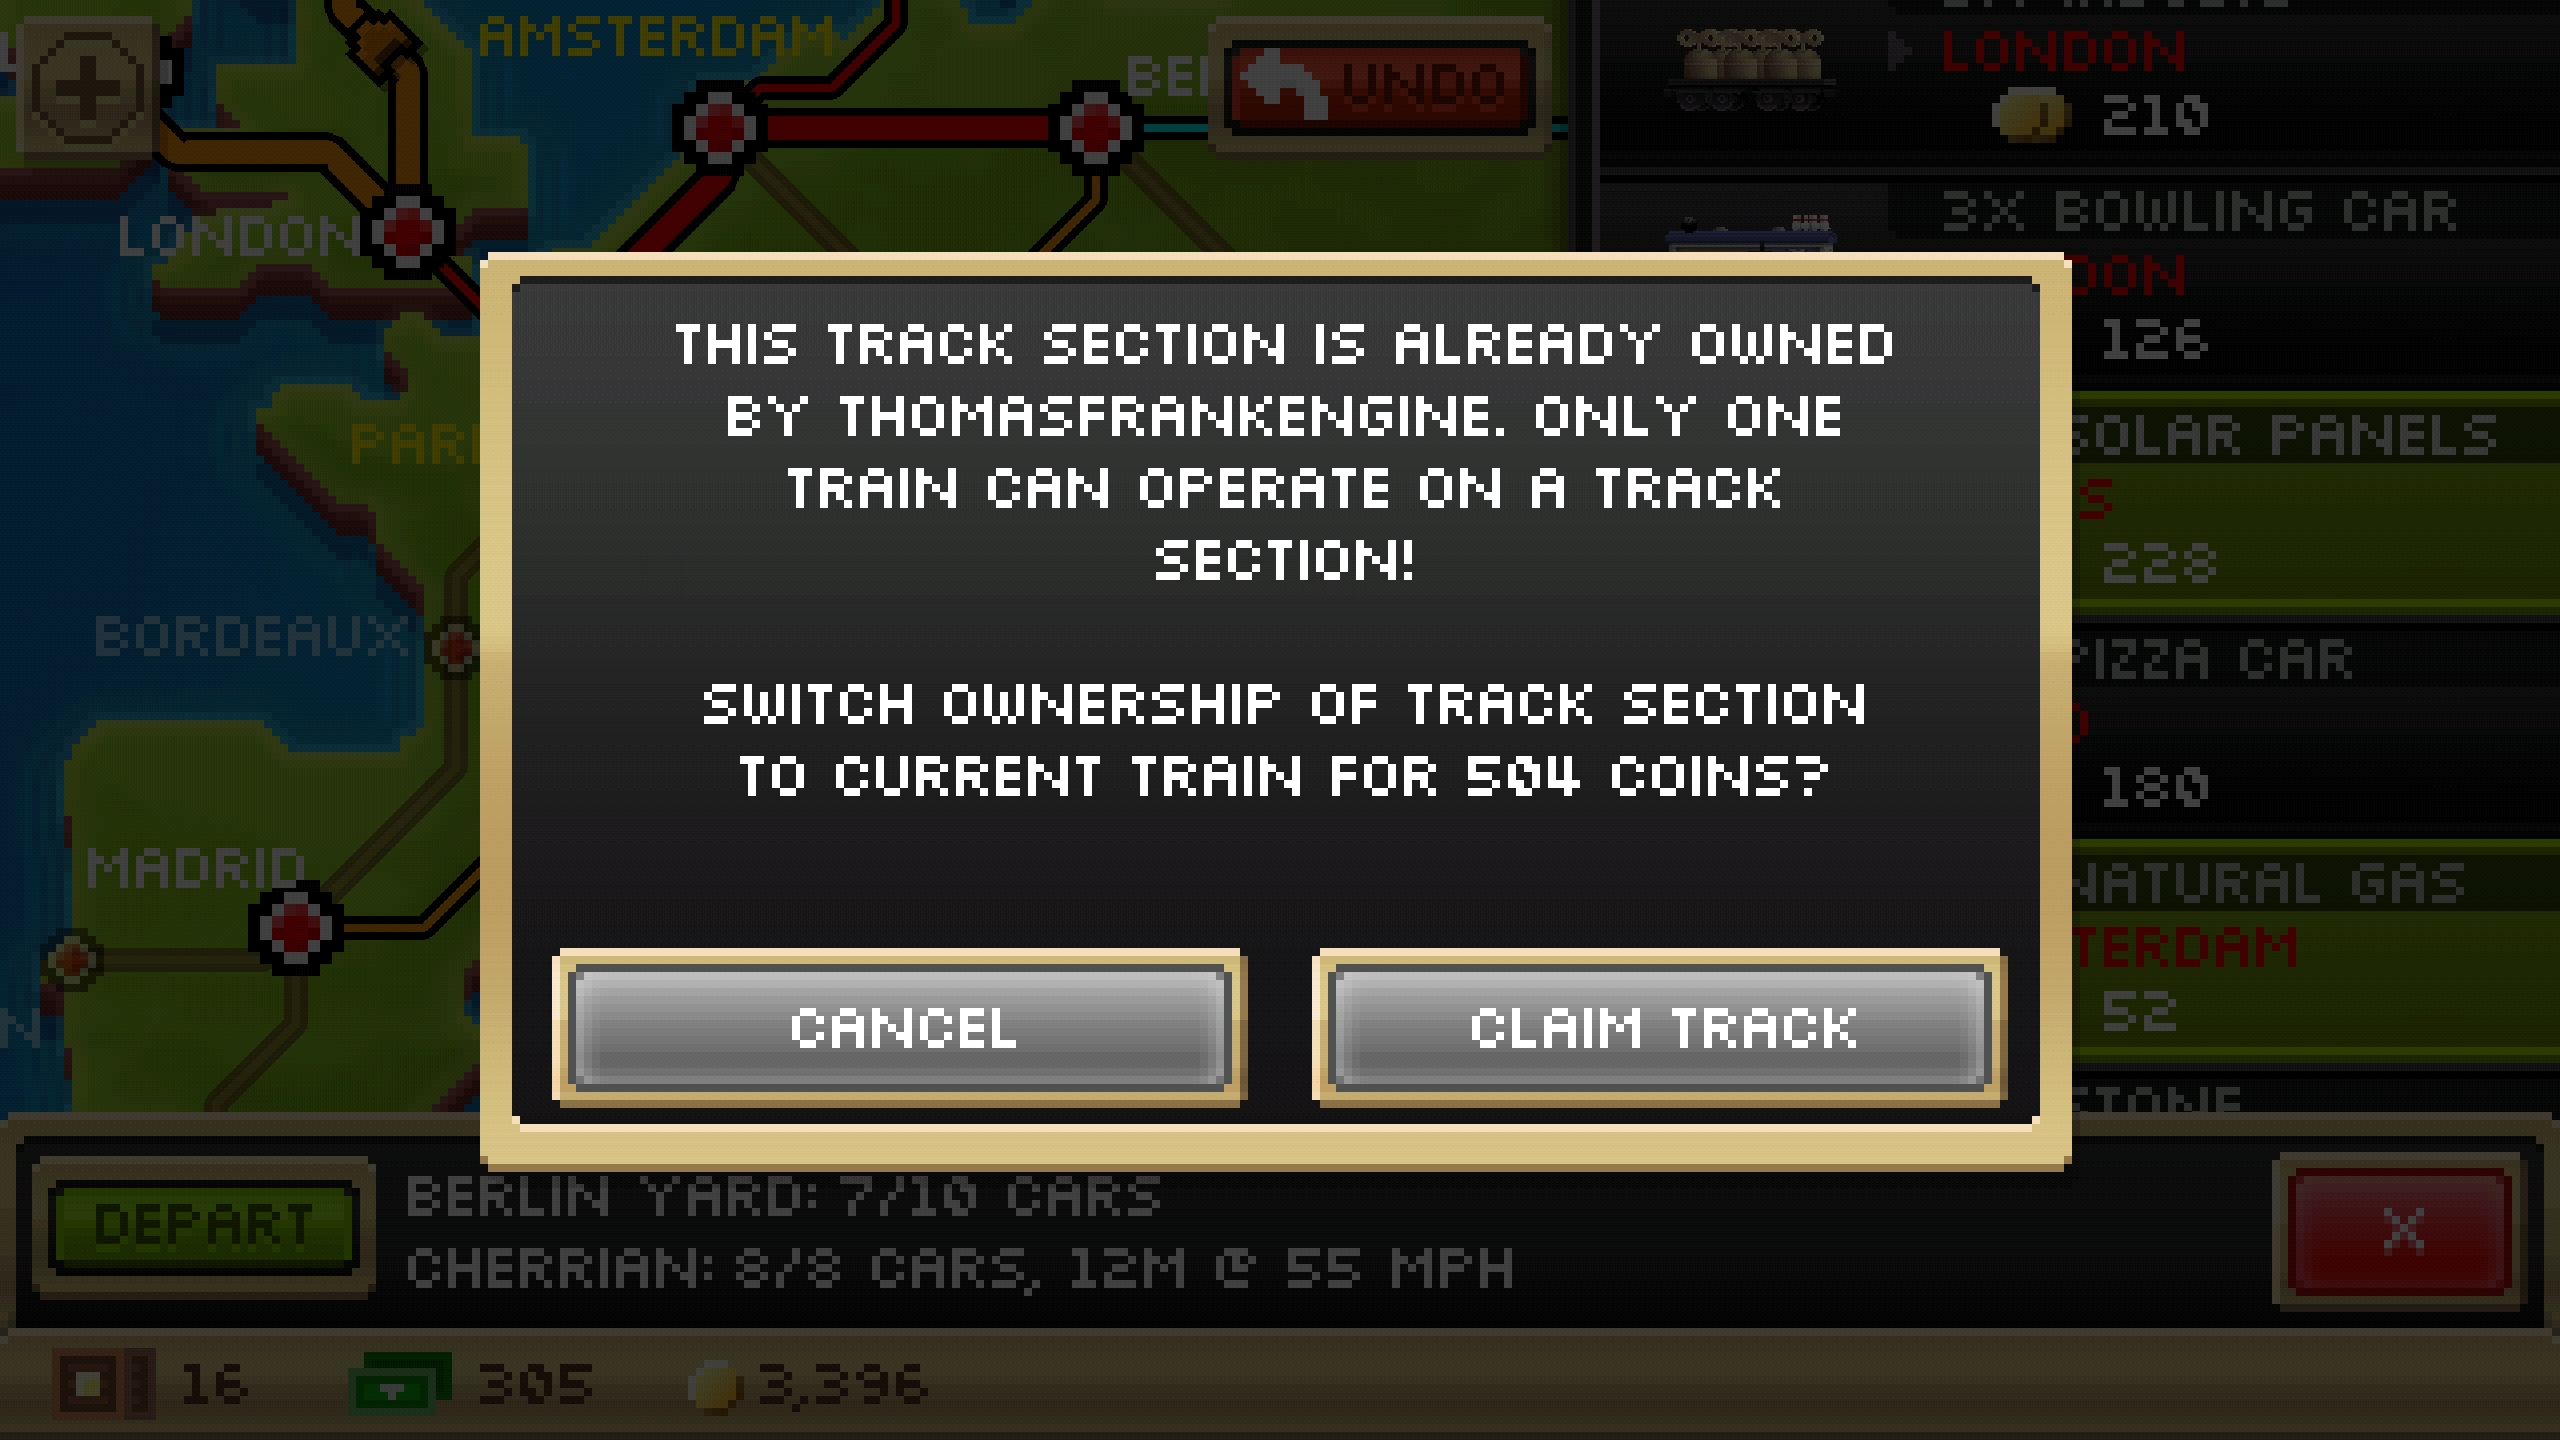 AMSTERDAM
UNDO
LONDON
210
LONDON
3X BOWLING CAR
126
THIS TRACK SECTION IS ALREADY OWNED
BY THOMASFRANKENGINE. ONLY ONE
TRAIN CAN OPERATE ON A TRACK
SECTION!
SWITCH OWNERSHIP OF TRACK SECTION
TO CURRENT TRAIN FOR 504 COINS?
CANCEL
CLAIM TRACK
SOLAR PANELS
228
BORDEAUX
PIZZA CAR
180
MADRID
NATURAL GAS
52
DEPART
BERLIN YARD: 7/10 CARS
CHERRIAN: 8/8 CARS, 12M @ 55 MPH
X
16
305
3,396